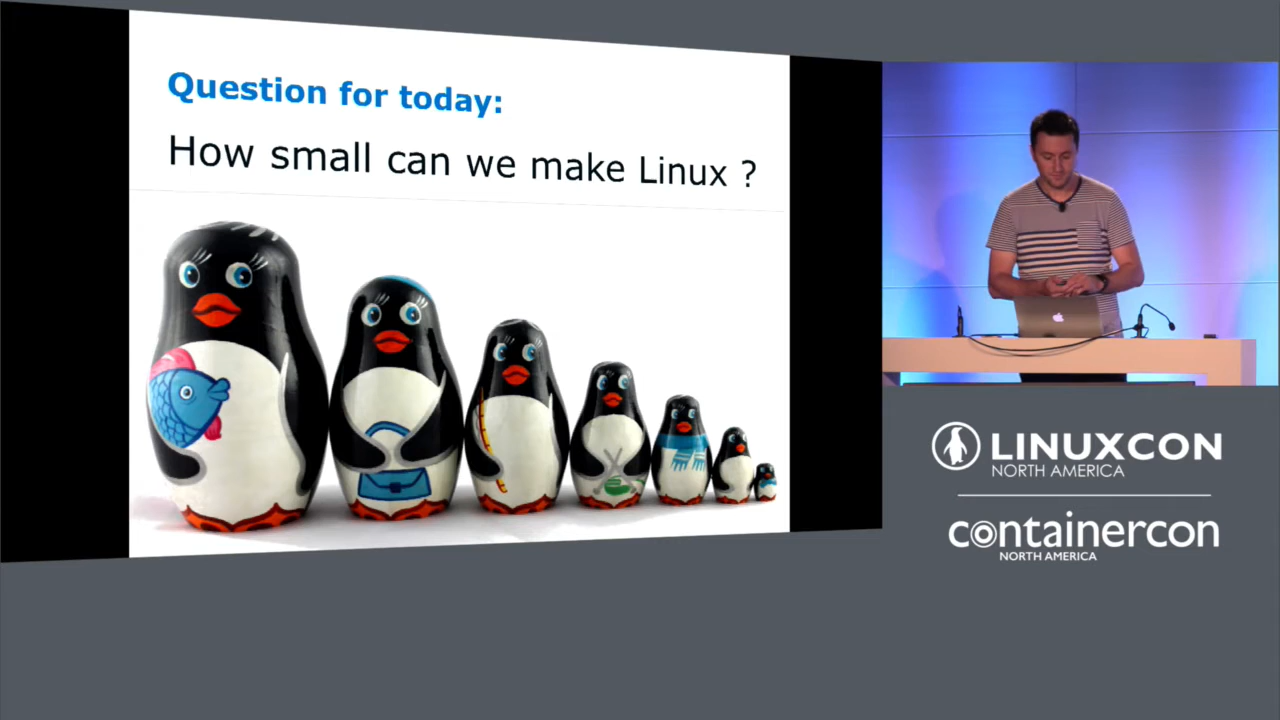 Question for today:
How small can we make Linux ?
LINUXCON
NORTH AMERICA
containercon
NORTH AMERICA